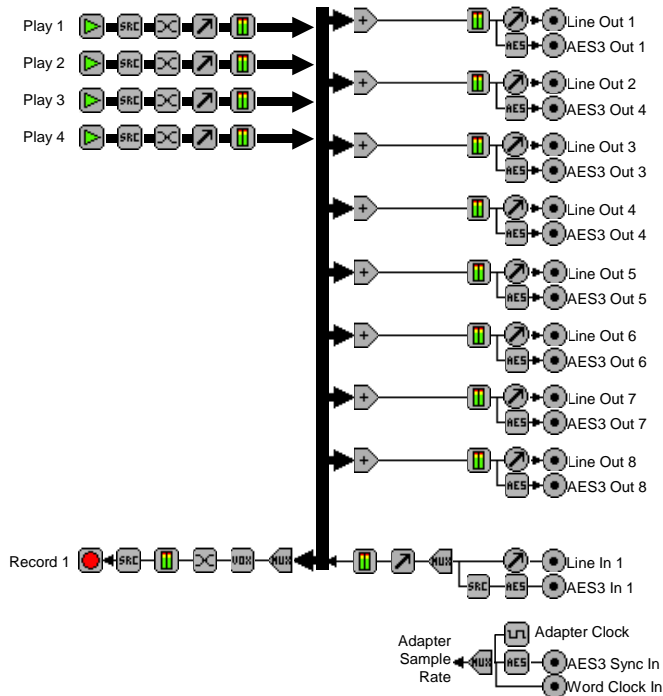 Play 1 SRC
Play 2 SRC
Play 3 SRC
Play 4 SRC
+ Line Out 1
AES AES3 Out 1
+ Line Out 2
AES AES3 Out 4
+ Line Out 3
AES AES3 Out 3
+ Line Out 4
AES AES3 Out 4
+ Line Out 5
AES AES3 Out 5
+ Line Out 6
AES AES3 Out 6
+ Line Out 7
AES AES3 Out 7
+ Line Out 8
AES AES3 Out 8
Record 1 SRC VOX MUX MUX Line In 1
SRC AES AES3 In 1
Adapter Clock
Adapter
Sample
Rate
MUX AES AES3 Sync In
Word Clock In